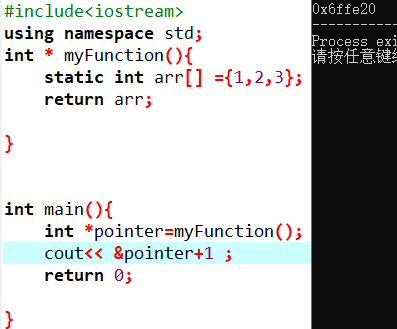 #include<iostream>
using namespace std;
int * myFunction(){
    static int arr[] ={1,2,3};
    return arr;
}
int main(){
    int *pointer=myFunction();
    cout<< &pointer+1 ;
    return 0;
}
0x6ffe20
--------
Process exi
请按任意键